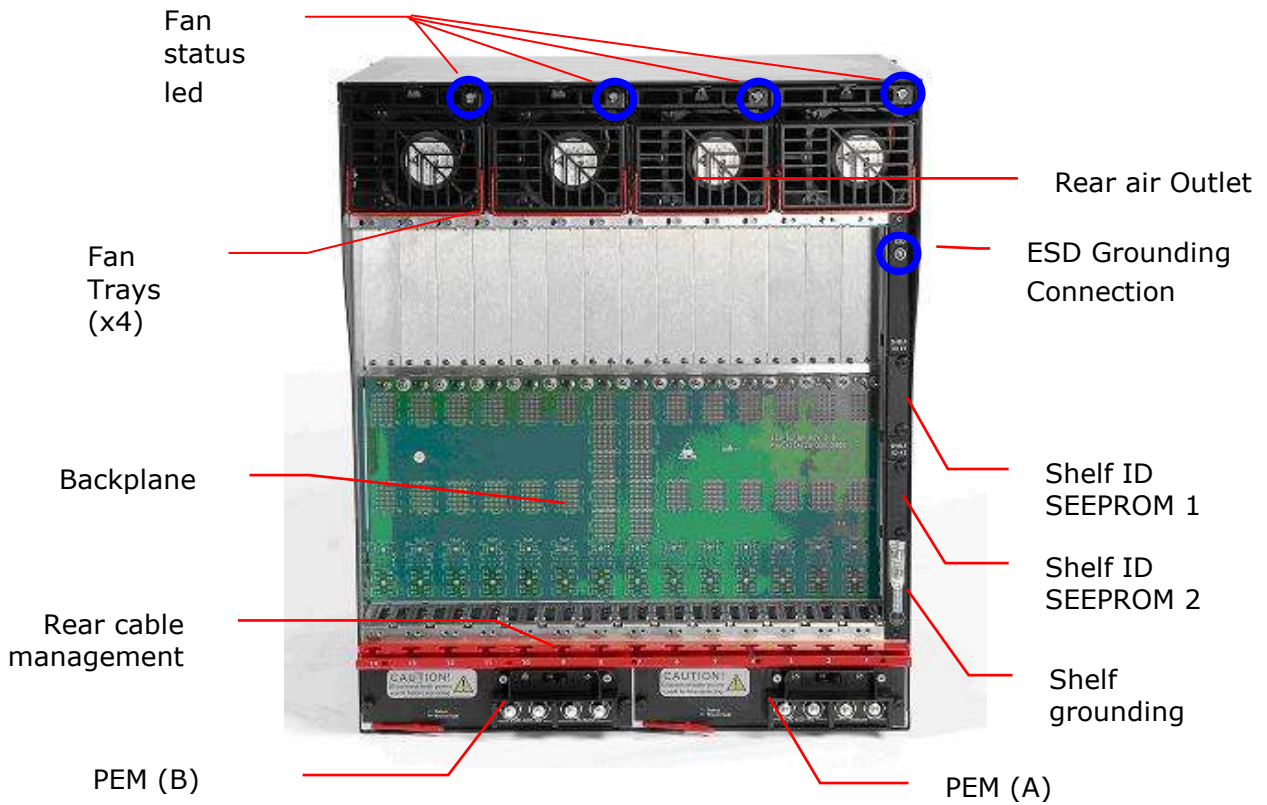 Fan
status
led
Rear air Outlet
Fan
Trays
(x4)
ESD Grounding
Connection
Backplane
Shelf ID
SEEPROM 1
Shelf ID
SEEPROM 2
Rear cable
management
Shelf
grounding
CAUTION!
CAUTION!
PEM (B)
PEM (A)